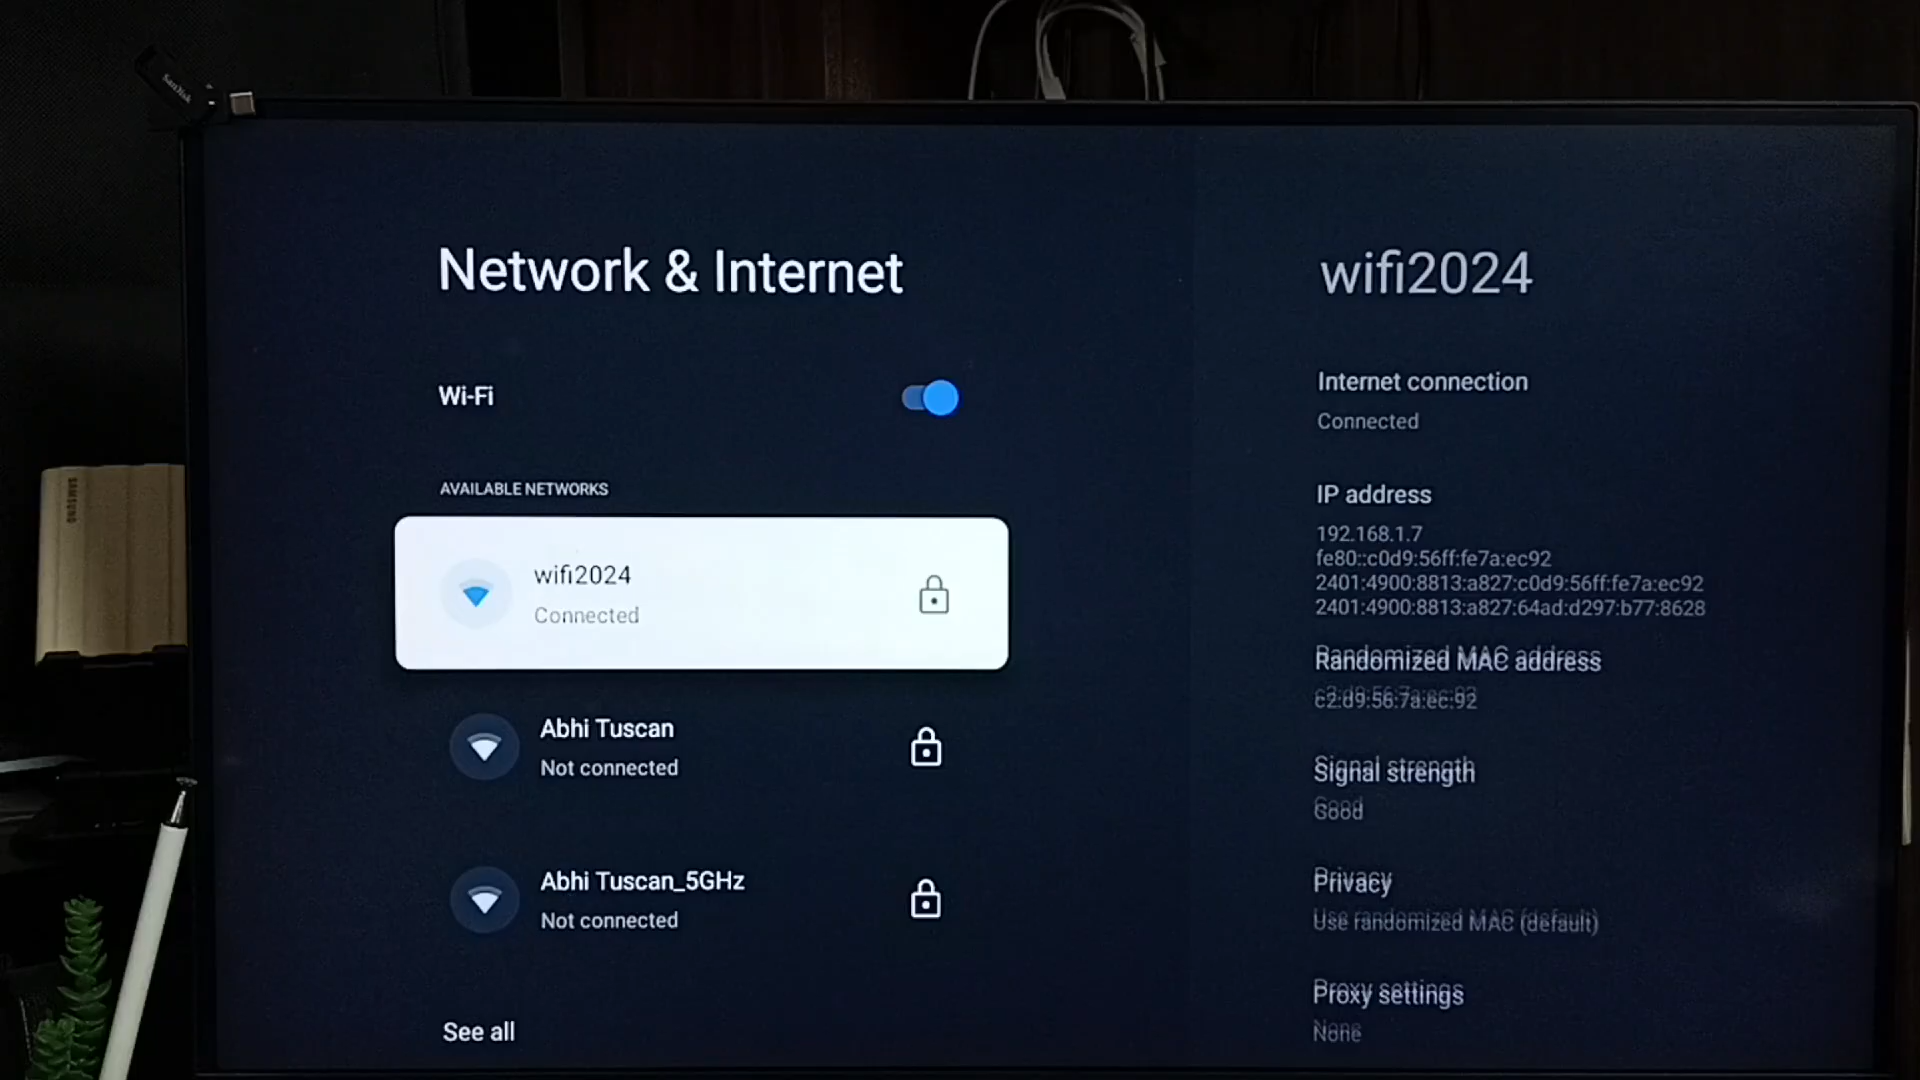 SanDisk
SAMSUNG
Network & Internet
Wi-Fi
AVAILABLE NETWORKS
wifi2024
Connected
Abhi Tuscan
Not connected
Abhi Tuscan_5GHz
Not connected
See all
wifi2024
Internet connection
Connected
IP address
192.168.1.7
fe80::c0d9:56ff:fe7a:ec92
2401:4900:8813:a827:c0d9:56ff:fe7a:ec92
2401:4900:8813:a827:64ad:d297:b77:8628
Randomized MAC address
c2:d9:56:7a:ec:92
Signal strength
Good
Privacy
Use randomized MAC (default)
Proxy settings
None